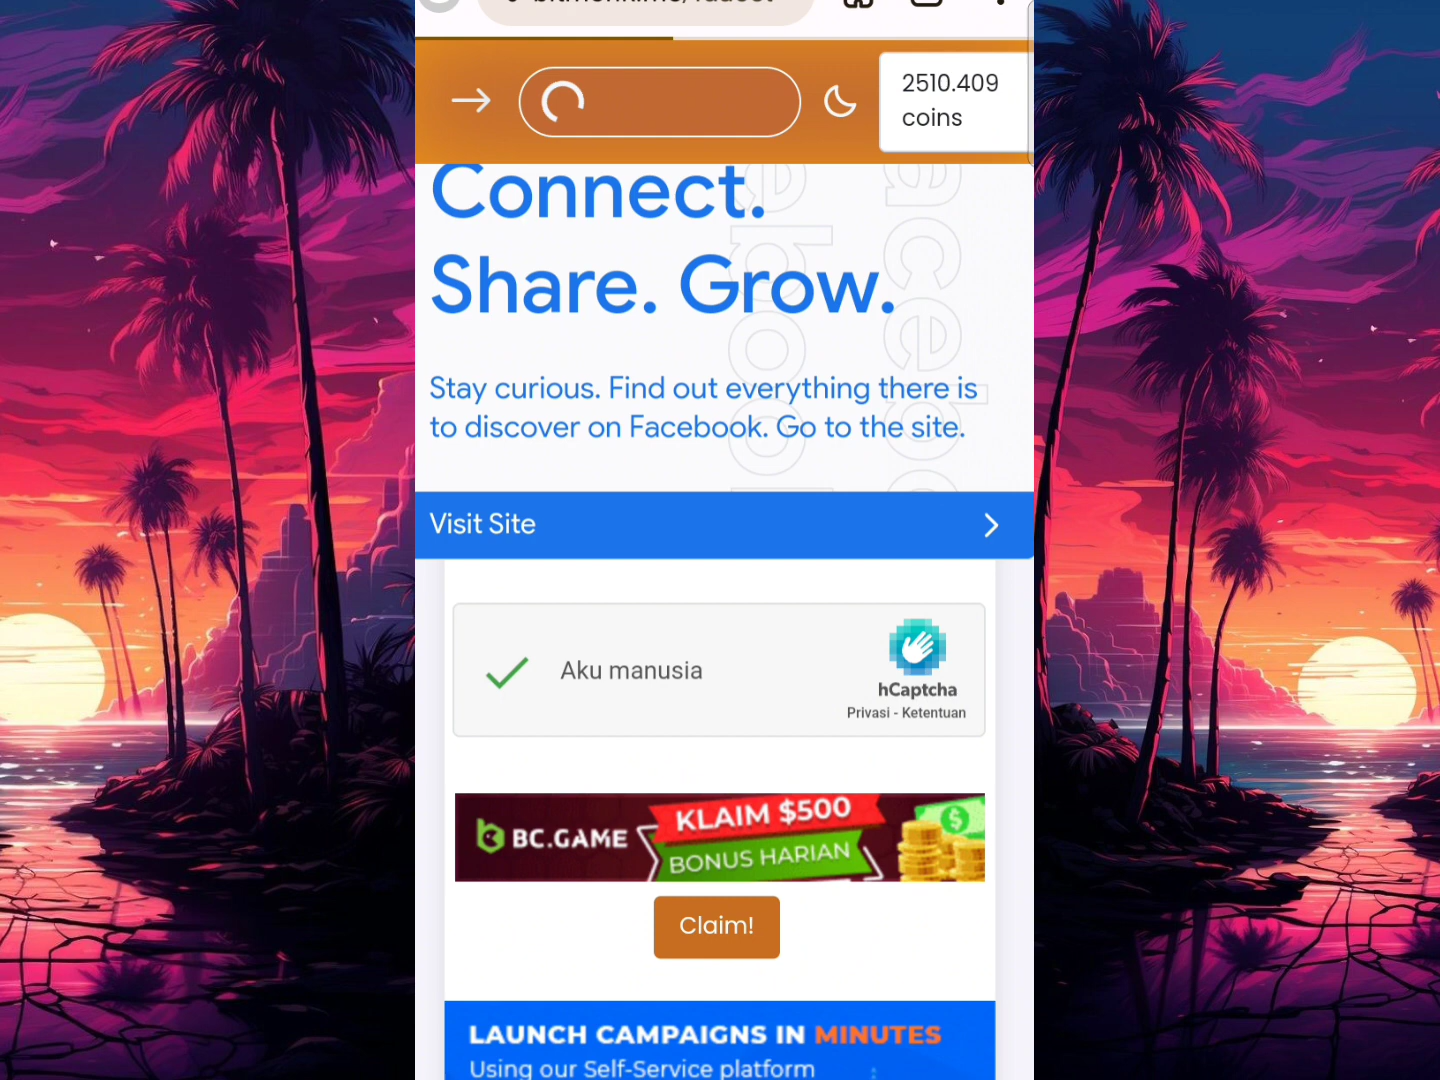 2510.409
coins
Connect.
Share. Grow.
Stay curious. Find out everything there is
to discover on Facebook. Go to the site.
Visit Site
Aku manusia
hCaptcha
Privasi - Ketentuan
BC.GAME
KLAIM $500
BONUS HARIAN
Claim!
LAUNCH CAMPAIGNS IN MINUTES
Using our Self-Service platform